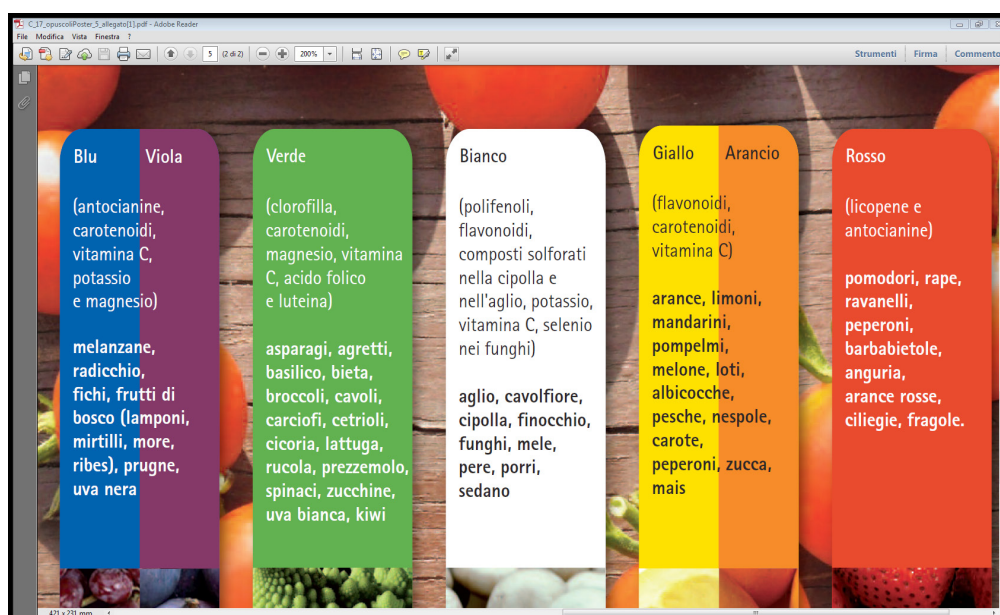 C_17_opuscoliPoster_5_allegato[1].pdf - Adobe Reader
File Modifica Vista Finestra ?
5 (2 di 2) 200% Strumenti Firma Commento
Blu Viola
(antocianine,
carotenoidi,
vitamina C,
potassio
e magnesio)
melanzane,
radicchio,
fichi, frutti di
bosco (lamponi,
mirtilli, more,
ribes), prugne,
uva nera
Verde
(clorofilla,
carotenoidi,
magnesio, vitamina
C, acido folico
e luteina)
asparagi, agretti,
basilico, bieta,
broccoli, cavoli,
carciofi, cetrioli,
cicoria, lattuga,
rucola, prezzemolo,
spinaci, zucchine,
uva bianca, kiwi
Bianco
(polifenoli,
flavonoidi,
composti solforati
nella cipolla e
nell'aglio, potassio,
vitamina C, selenio
nei funghi)
aglio, cavolfiore,
cipolla, finocchio,
funghi, mele,
pere, porri,
sedano
Giallo Arancio
(flavonoidi,
carotenoidi,
vitamina C)
arance, limoni,
mandarini,
pompelmi,
melone, loti,
albicocche,
pesche, nespole,
carote,
peperoni, zucca,
mais
Rosso
(licopene e
antocianine)
pomodori, rape,
ravanelli,
peperoni,
barbabietole,
anguria,
arance rosse,
ciliegie, fragole.
421 x 231 mm